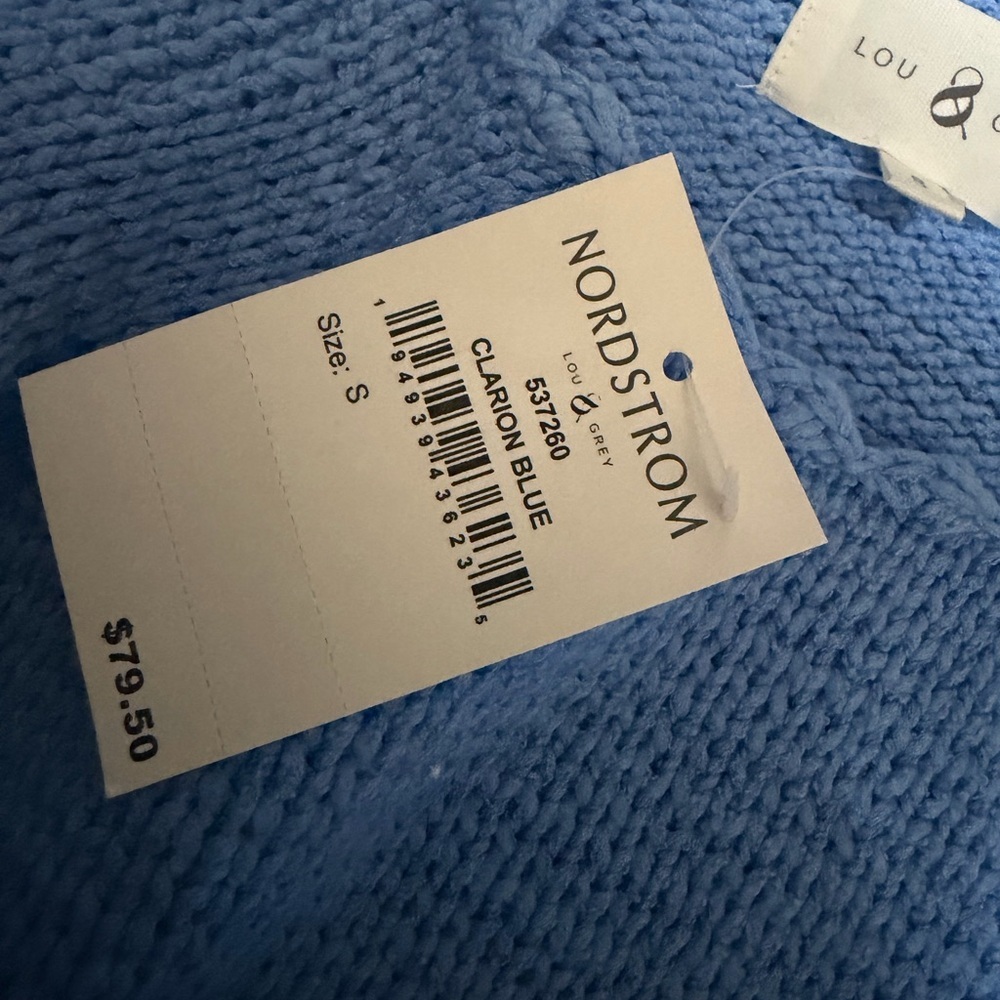 LOU &
NORDSTROM
LOU & GREY
537260
CLARION BLUE
1 94939 43623 5
Size: S
$79.50